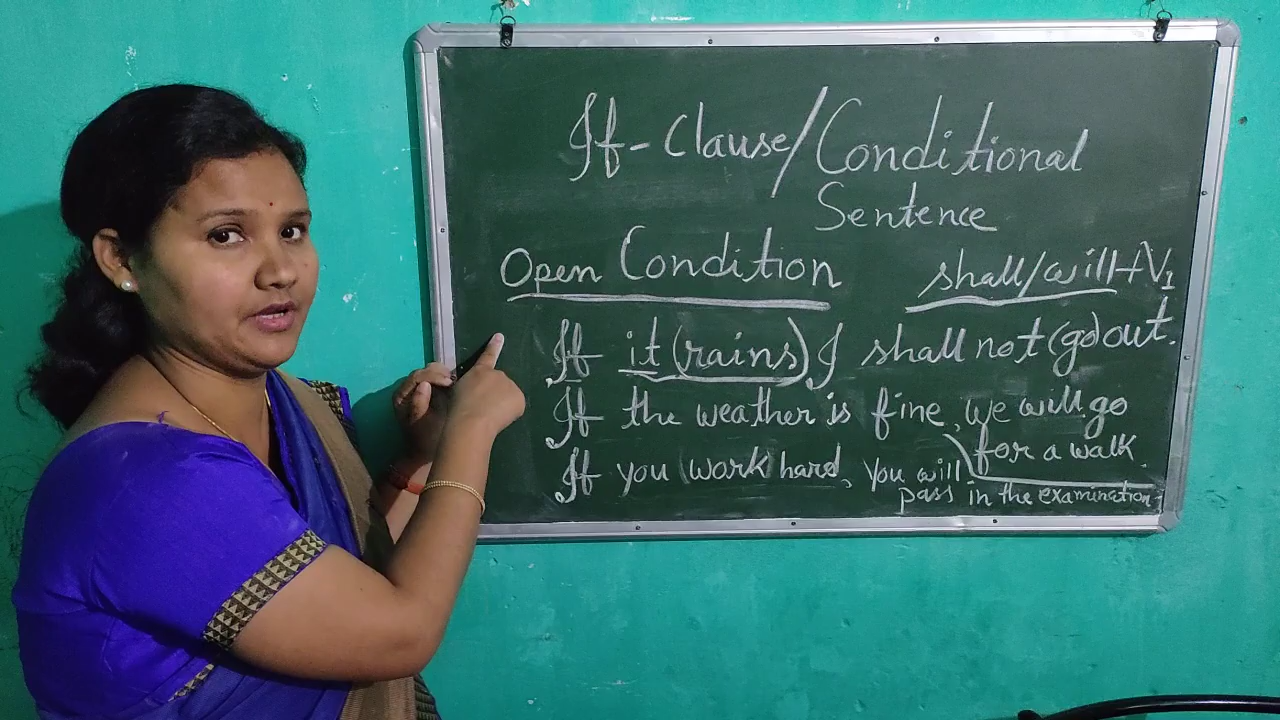 If-Clause/Conditional
Sentence
Open Condition shall/will+V1
If it (rains) I shall not (go) out.
If the weather is fine, we will go
for a walk.
If you work hard, you will
pass in the examination.